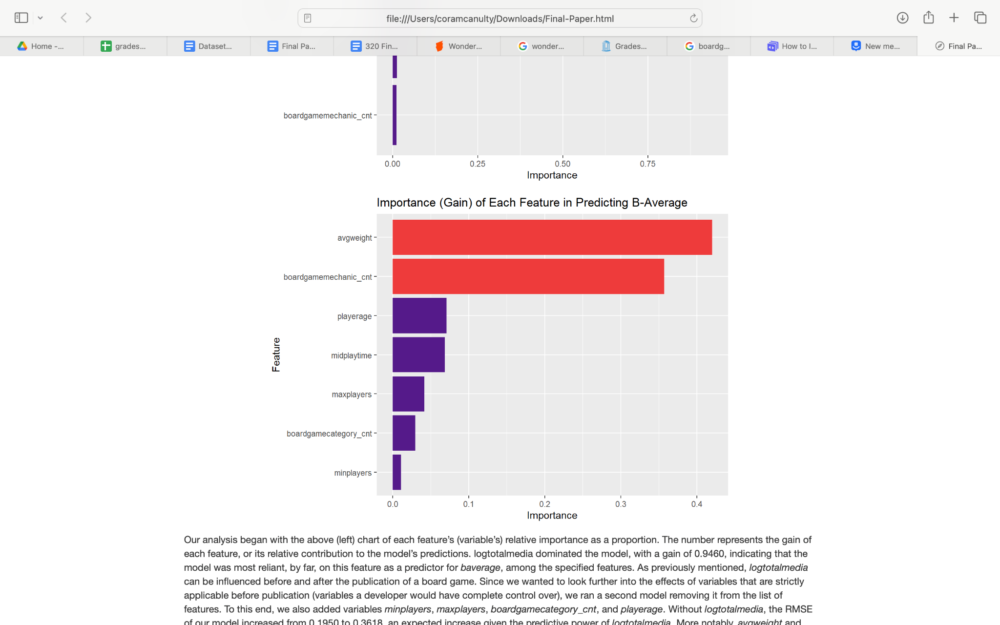 file:///Users/coramcanulty/Downloads/Final-Paper.html
Home -...
grades...
Dataset...
Final Pa...
320 Fin...
Wonder...
wonder...
Grades...
boardg...
How to I...
New me...
Final Pa...
boardgamemechanic_cnt
0.00 0.25 0.50 0.75
Importance
Importance (Gain) of Each Feature in Predicting B-Average
avgweight
boardgamemechanic_cnt
playerage
midplaytime
maxplayers
boardgamecategory_cnt
minplayers
Feature
0.0 0.1 0.2 0.3 0.4
Importance
Our analysis began with the above (left) chart of each feature’s (variable’s) relative importance as a proportion. The number represents the gain of
each feature, or its relative contribution to the model’s predictions. logtotalmedia dominated the model, with a gain of 0.9460, indicating that the
model was most reliant, by far, on this feature as a predictor for baverage, among the specified features. As previously mentioned, logtotalmedia
can be influenced before and after the publication of a board game. Since we wanted to look further into the effects of variables that are strictly
applicable before publication (variables a developer would have complete control over), we ran a second model removing it from the list of
features. To this end, we also added variables minplayers, maxplayers, boardgamecategory_cnt, and playerage. Without logtotalmedia, the RMSE
of our model increased from 0.1950 to 0.3618, an expected increase given the predictive power of logtotalmedia. More notably, avgweight and